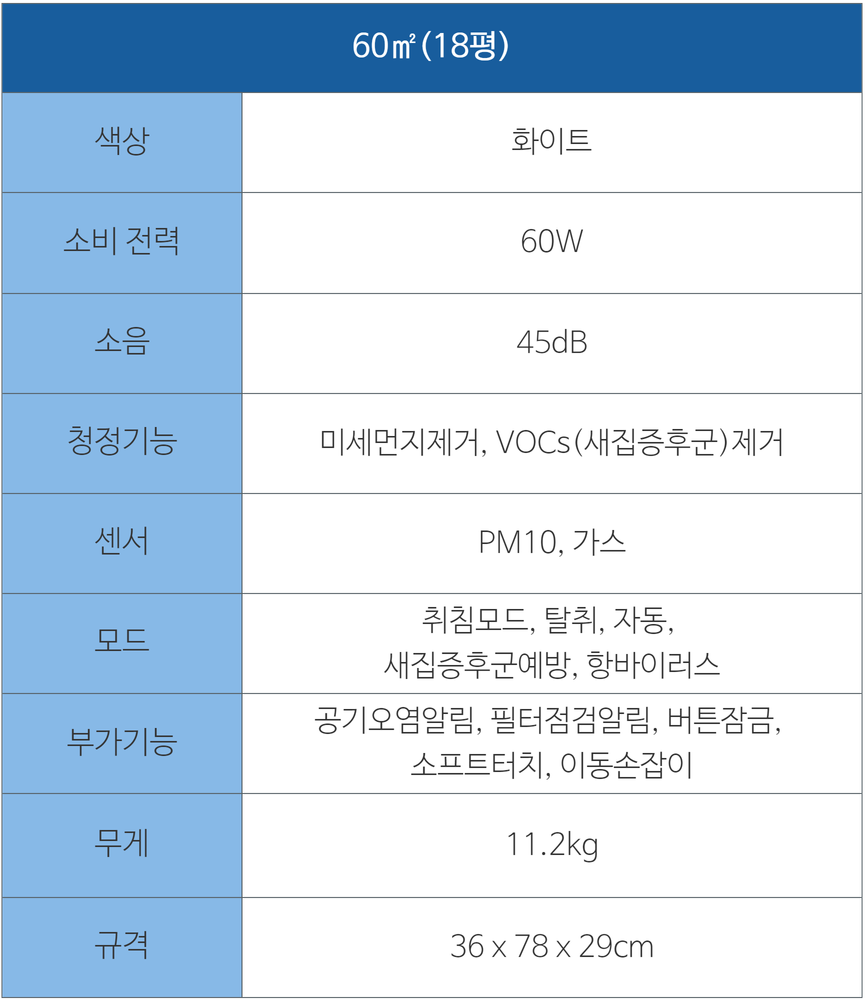 60㎡(18평)
색상
화이트
소비 전력
60W
소음
45dB
청정기능
미세먼지제거, VOCs(새집증후군)제거
센서
PM10, 가스
모드
취침모드, 탈취, 자동,
새집증후군예방, 항바이러스
부가기능
공기오염알림, 필터점검알림, 버튼잠금,
소프트터치, 이동손잡이
무게
11.2kg
규격
36 x 78 x 29cm